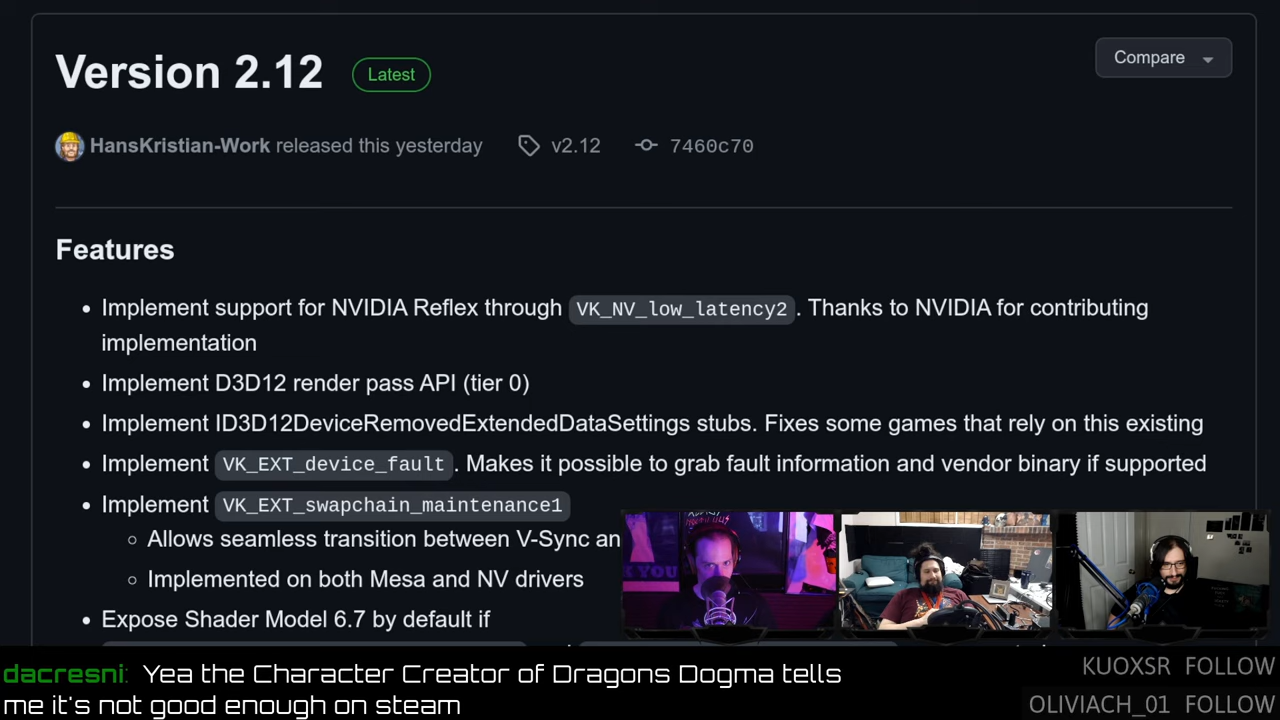 Version 2.12 Latest Compare
HansKristian-Work released this yesterday v2.12 7460c70
Features
Implement support for NVIDIA Reflex through VK_NV_low_latency2. Thanks to NVIDIA for contributing
implementation
Implement D3D12 render pass API (tier 0)
Implement ID3D12DeviceRemovedExtendedDataSettings stubs. Fixes some games that rely on this existing
Implement VK_EXT_device_fault. Makes it possible to grab fault information and vendor binary if supported
Implement VK_EXT_swapchain_maintenance1
Allows seamless transition between V-Sync an
Implemented on both Mesa and NV drivers
Expose Shader Model 6.7 by default if
dacresni: Yea the Character Creator of Dragons Dogma tells
me it's not good enough on steam
KUOXSR FOLLOW
OLIVIACH_01 FOLLOW